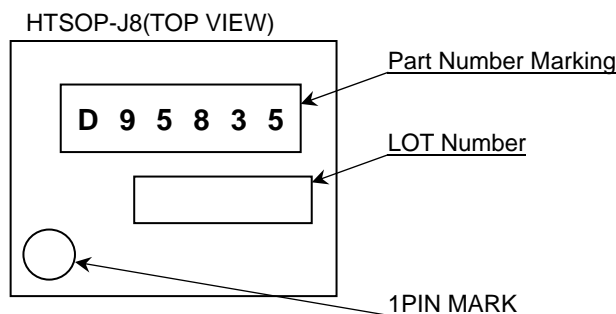 HTSOP-J8(TOP VIEW)
Part Number Marking
D 9 5 8 3 5
LOT Number
1PIN MARK